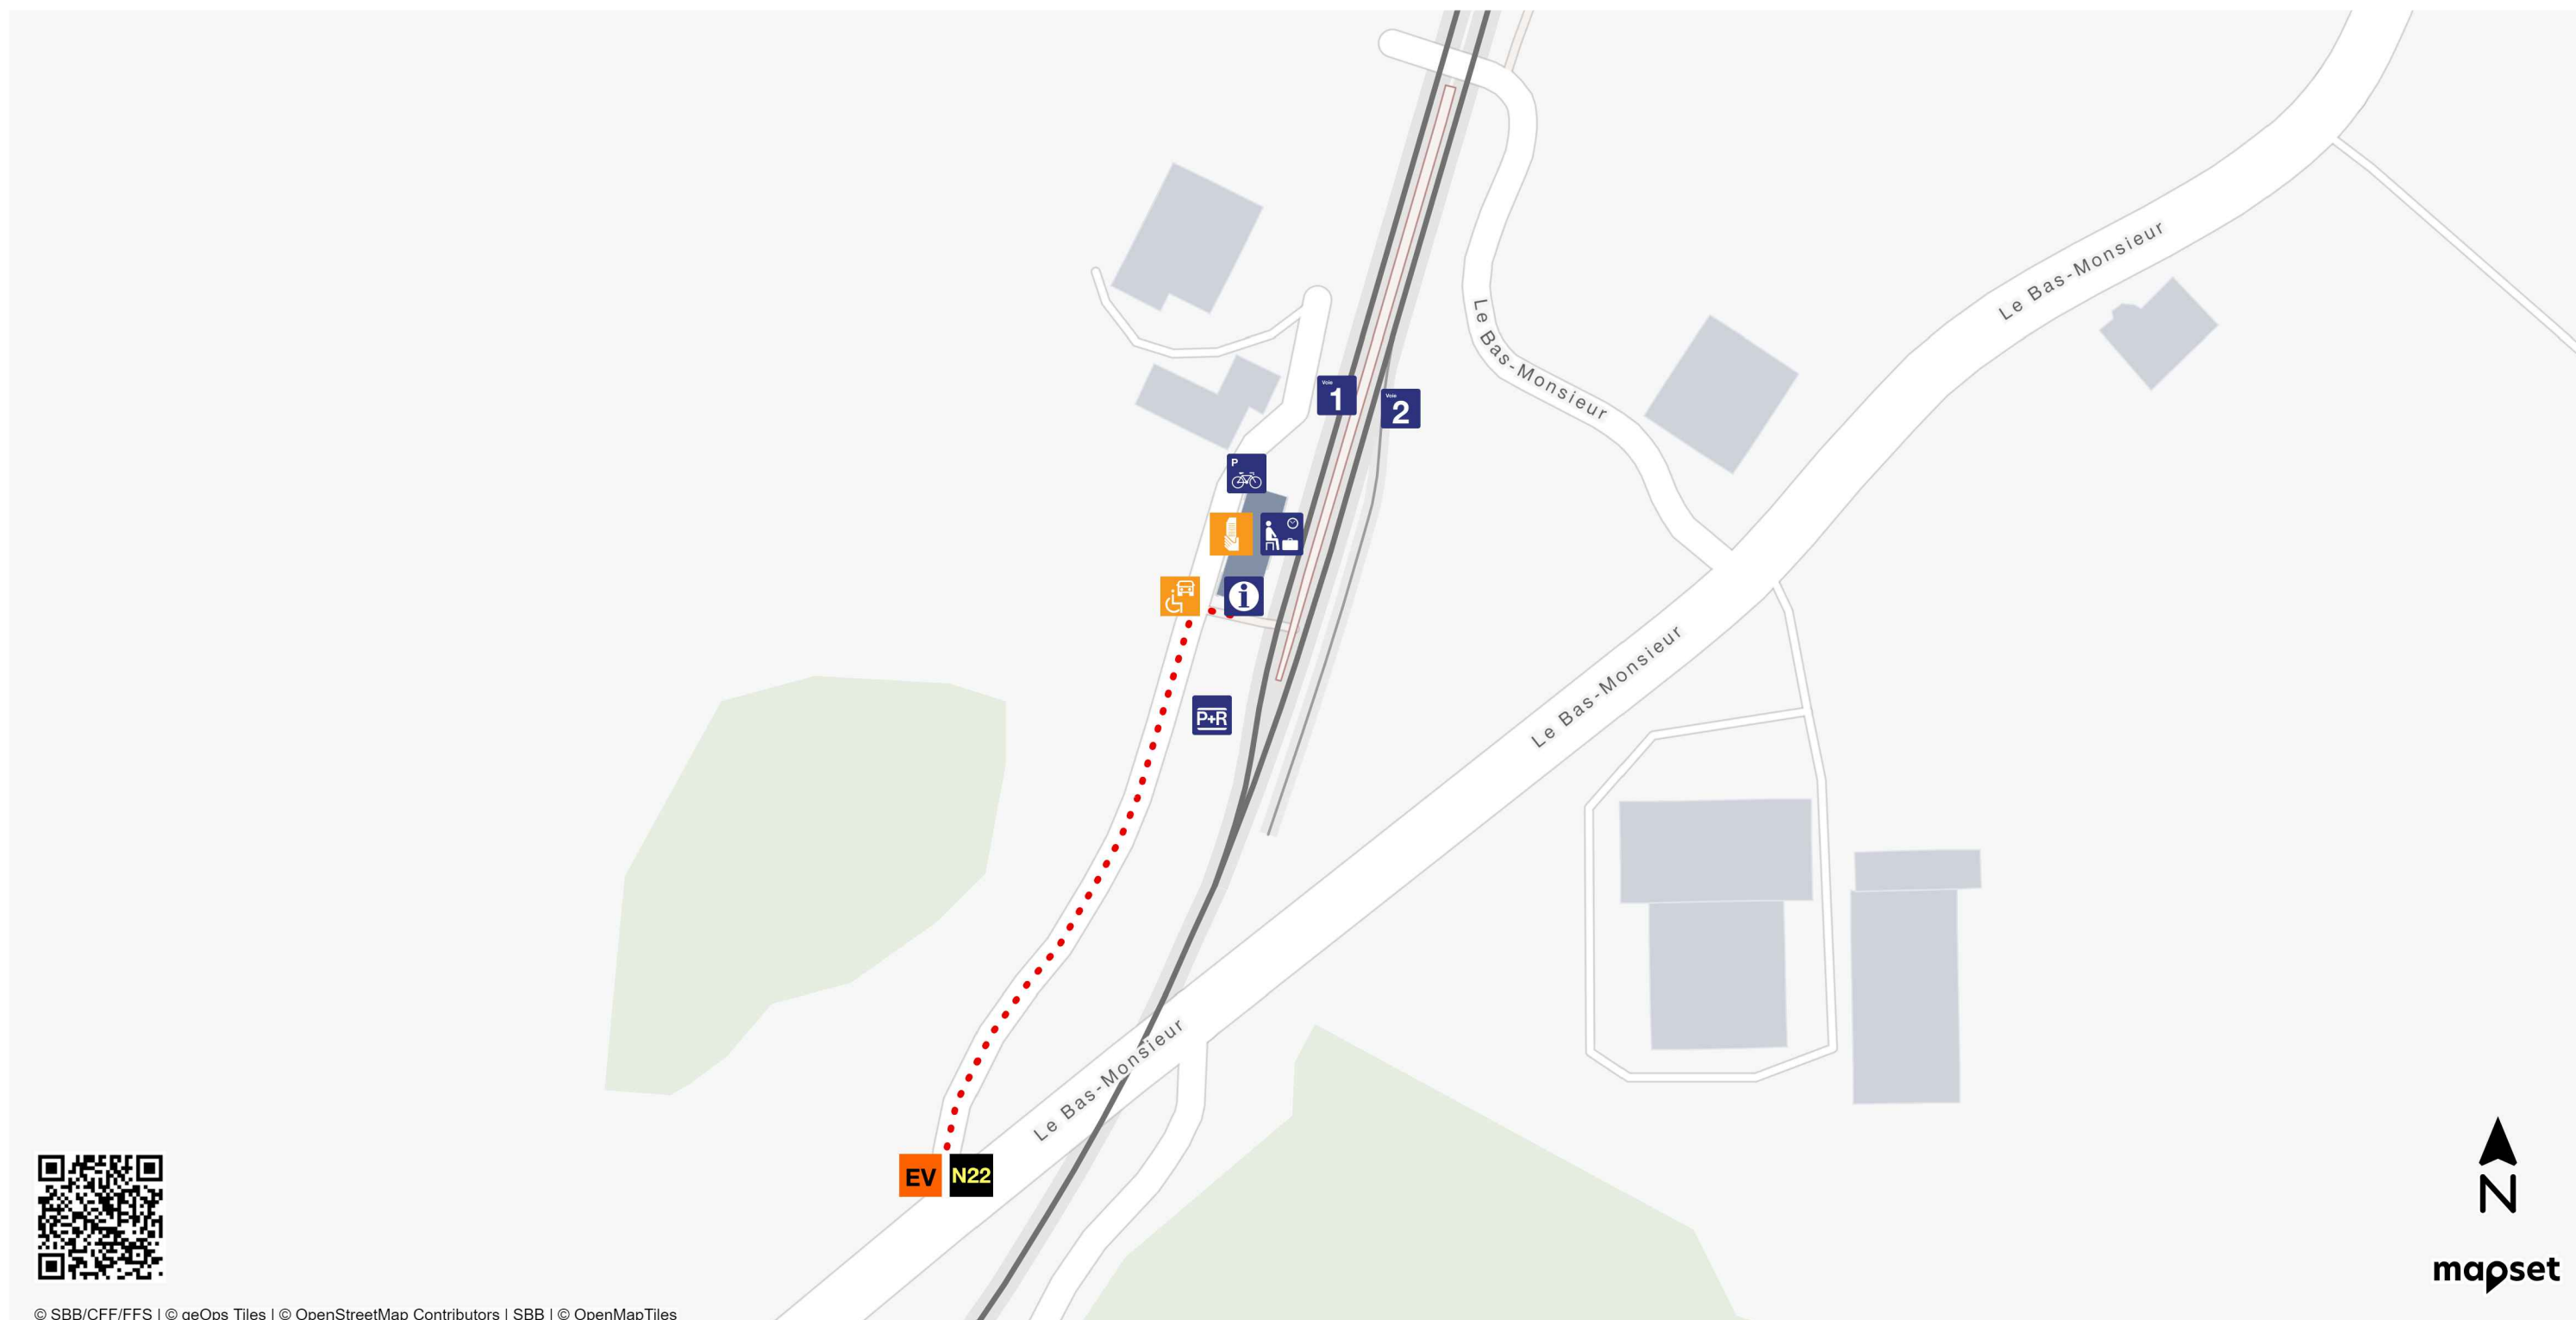 Le Bas-Monsieur
Le Bas-Monsieur
Voie
1
Voie
2
P
i
P+R
Le Bas-Monsieur
Le Bas-Monsieur
EV
N22
N
mapset
© SBB/CFF/FFS | © geOps Tiles | © OpenStreetMap Contributors | SBB | © OpenMapTiles